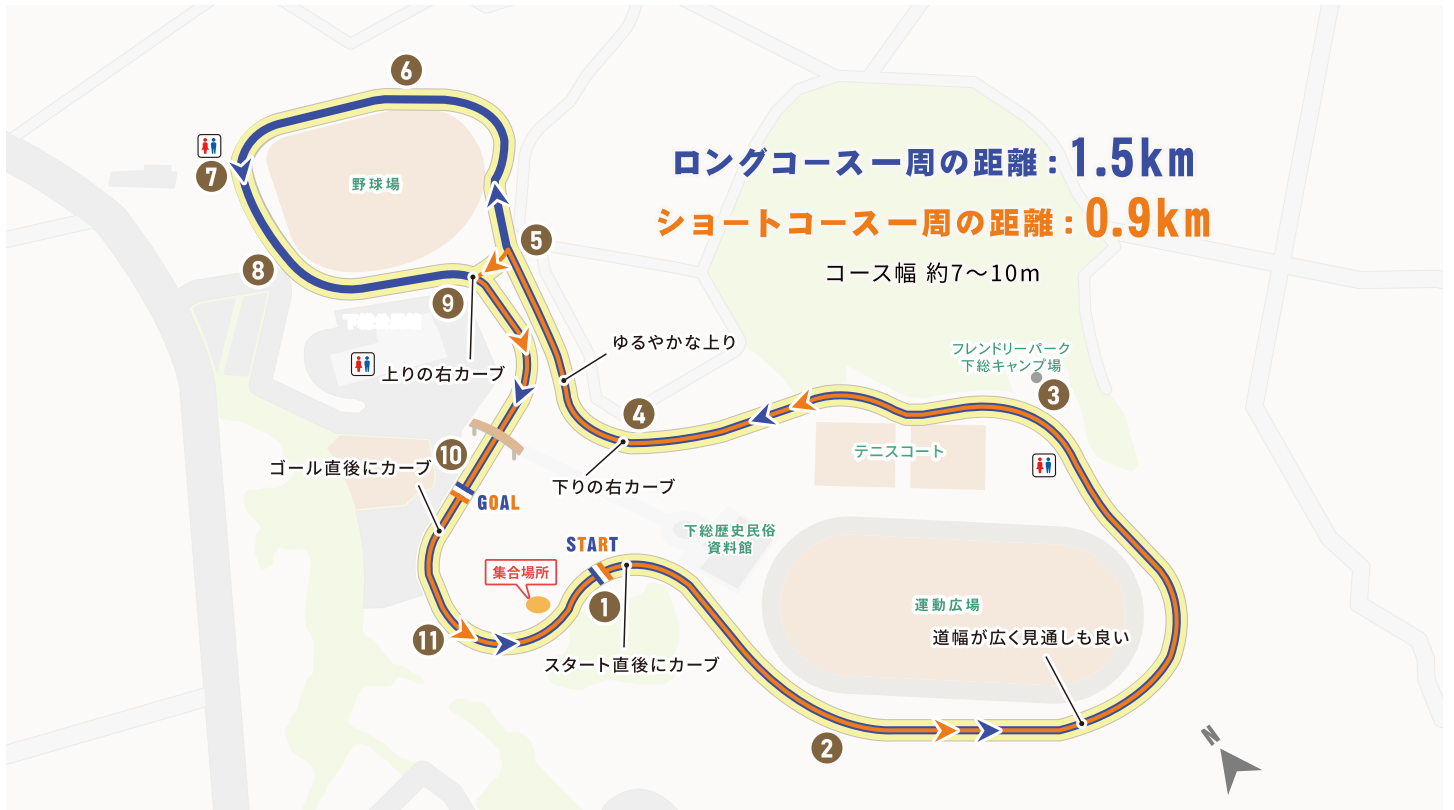 ロングコース一周の距離：1.5km
ショートコース一周の距離：0.9km
コース幅 約7〜10m
6
7
野球場
5
8
9
上りの右カーブ
ゆるやかな上り
フレンドリーパーク
下総キャンプ場
3
4
テニスコート
10
ゴール直後にカーブ
下りの右カーブ
GOAL
START
下総歴史民俗
資料館
集合場所
1
運動広場
道幅が広く見通しも良い
11
スタート直後にカーブ
2
N